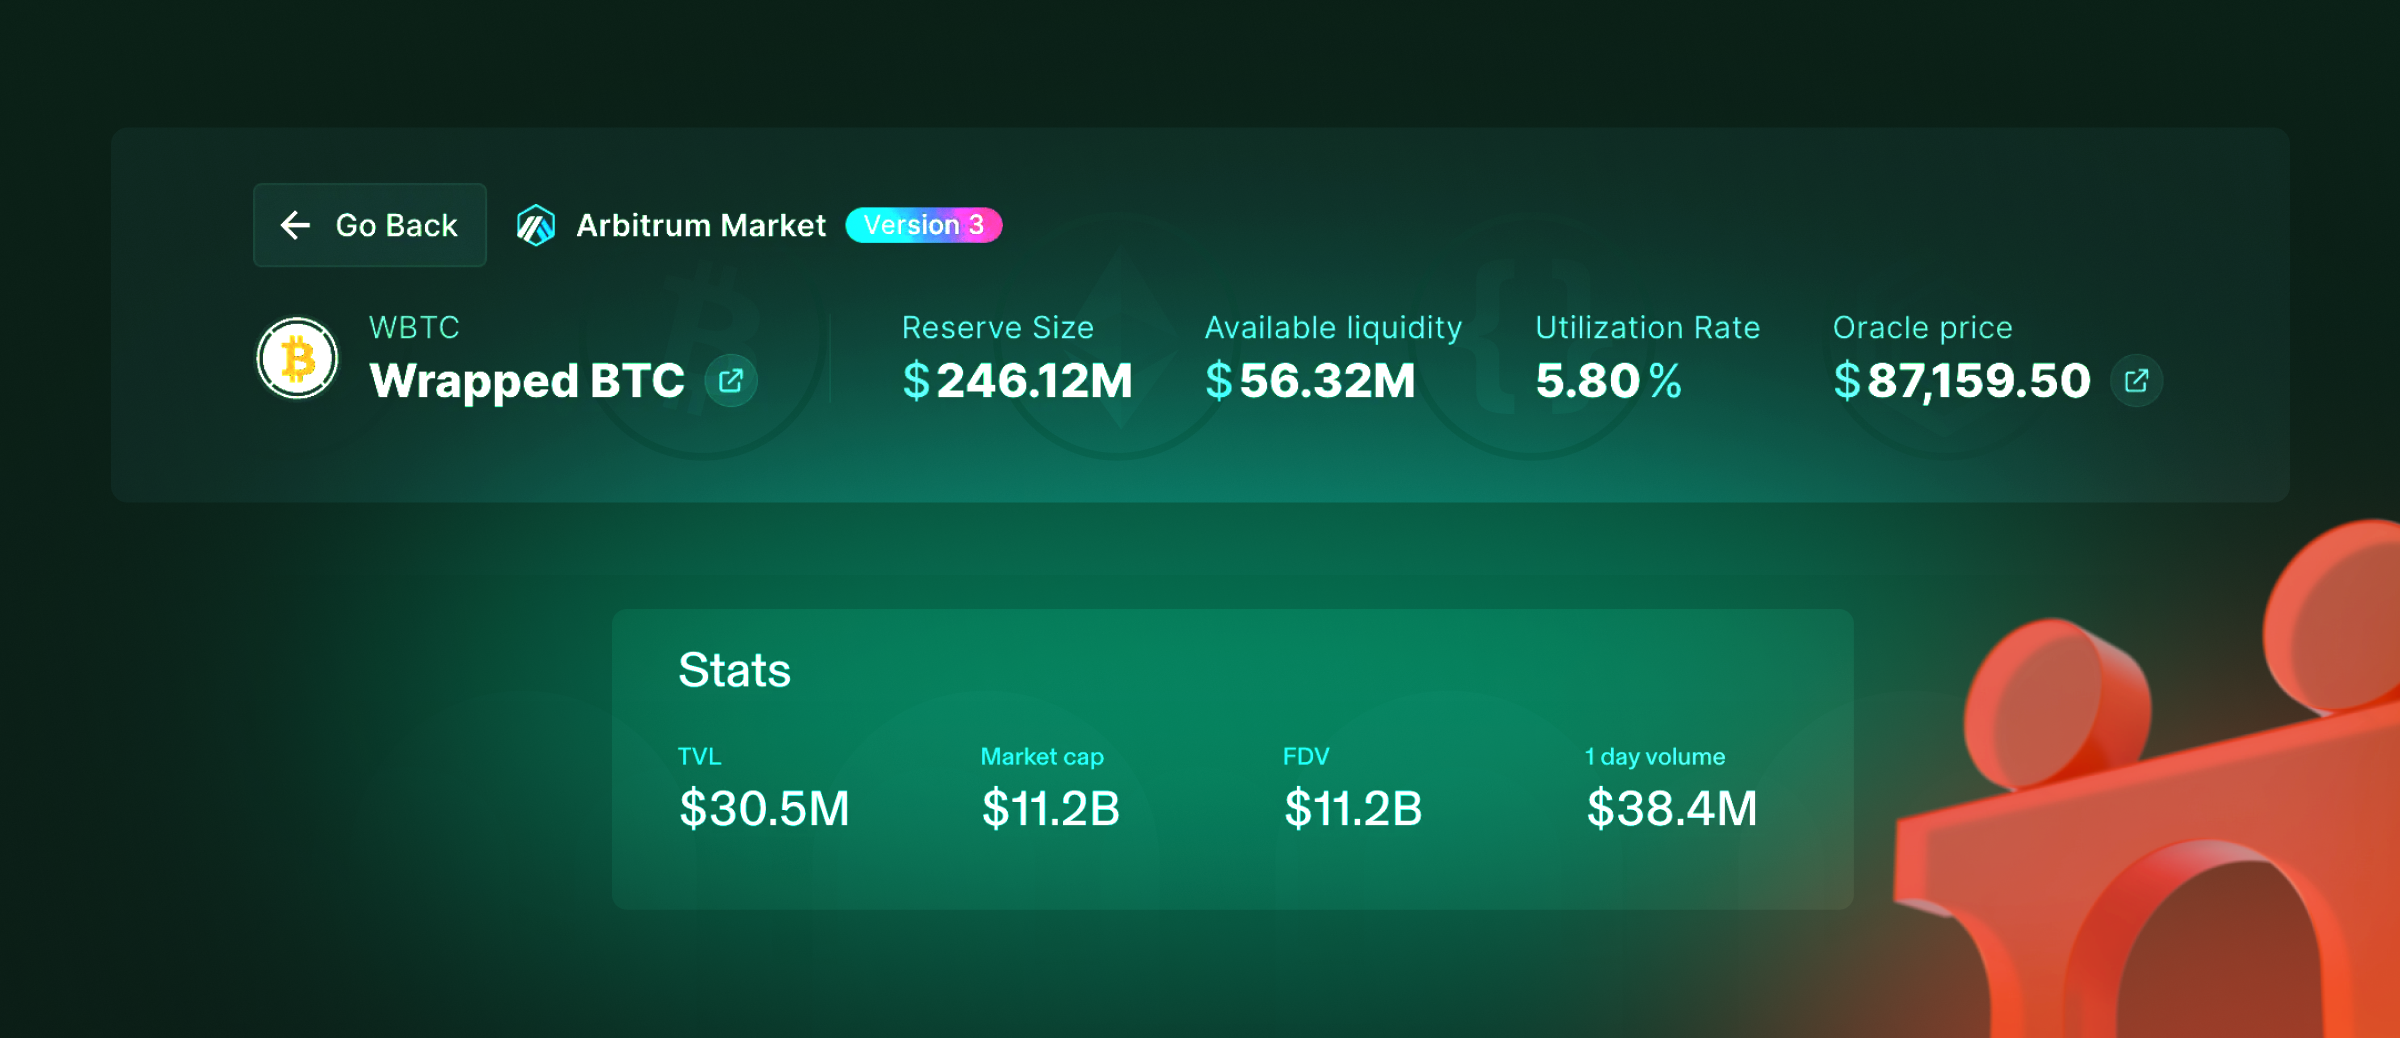 Go Back
Arbitrum Market
Version 3
WBTC
Wrapped BTC
Reserve Size
$246.12M
Available liquidity
$56.32M
Utilization Rate
5.80%
Oracle price
$87,159.50
Stats
TVL
$30.5M
Market cap
$11.2B
FDV
$11.2B
1 day volume
$38.4M